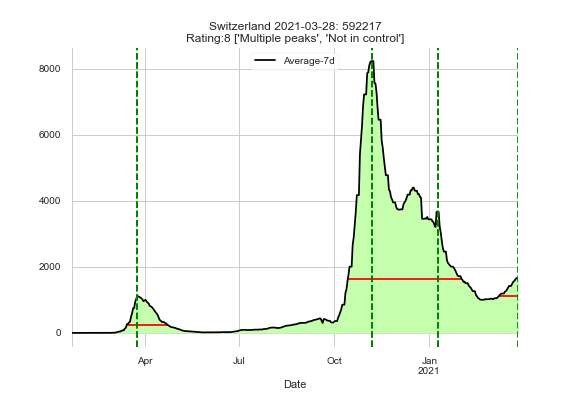 Switzerland 2021-03-28: 592217
Rating:8 ['Multiple peaks', 'Not in control']
Average-7d
8000
6000
4000
2000
0
Apr
Jul
Oct
Jan
2021
Date